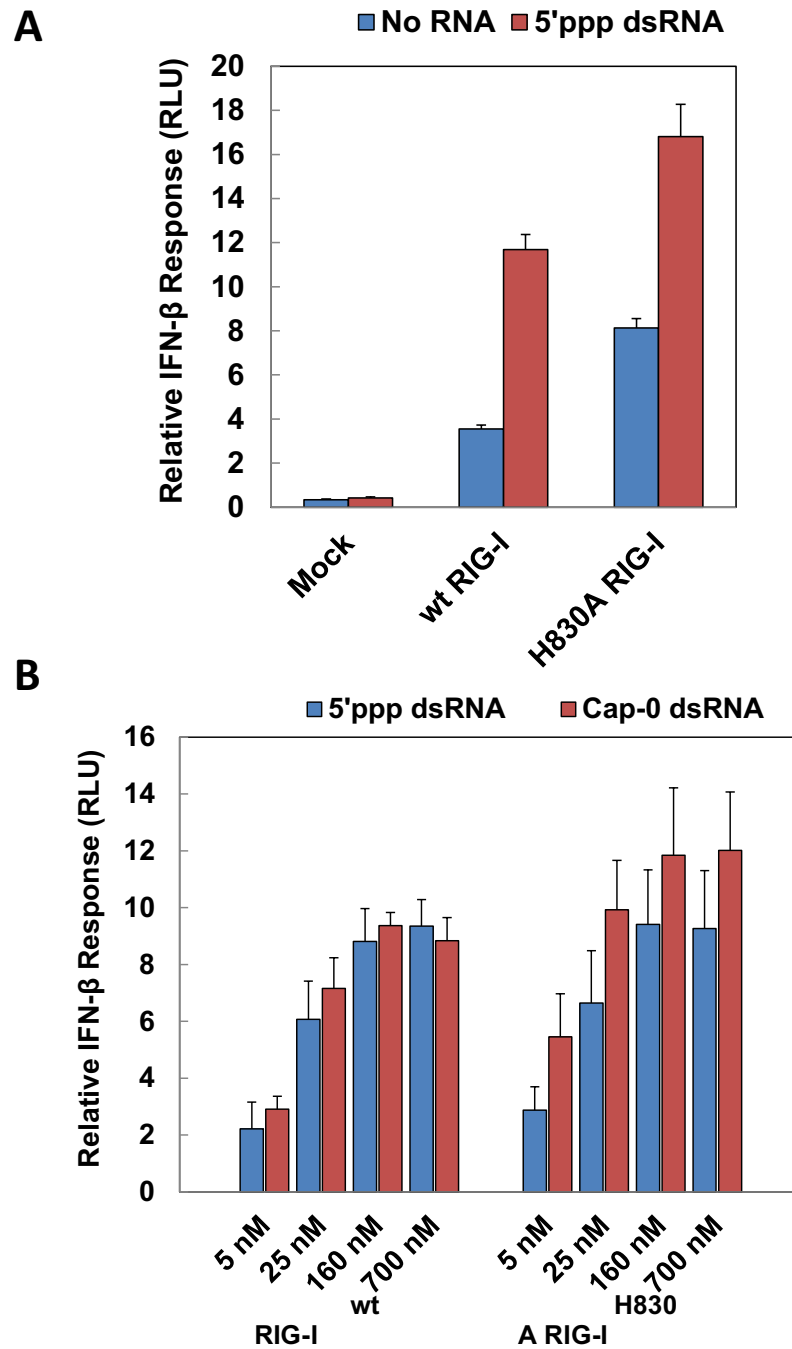 A
No RNA 5'ppp dsRNA
Relative IFN-β Response (RLU)
20
18
16
14
12
10
8
6
4
2
0
Mock
wt RIG-I
H830A RIG-I
B
5'ppp dsRNA Cap-0 dsRNA
Relative IFN-β Response (RLU)
16
14
12
10
8
6
4
2
0
5 nM 25 nM 160 nM 700 nM 5 nM 25 nM 160 nM 700 nM
wt H830
RIG-I A RIG-I